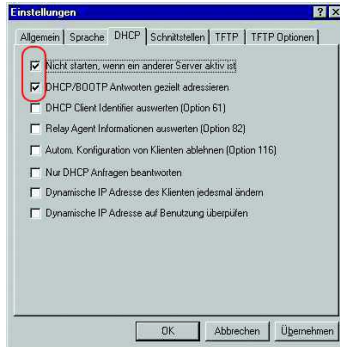 Einstellungen
Allgemein Sprache DHCP Schnittstellen TFTP TFTP Optionen
Nicht starten, wenn ein anderer Server aktiv ist
DHCP/BOOTP Antworten gezielt adressieren
DHCP Client Identifier auswerten (Option 61)
Relay Agent Informationen auswerten (Option 82)
Autom. Konfiguration von Klienten ablehnen (Option 116)
Nur DHCP Anfragen beantworten
Dynamische IP Adresse des Klienten jedesmal ändern
Dynamische IP Adresse auf Benutzung überpüfen
OK Abbrechen Übernehmen